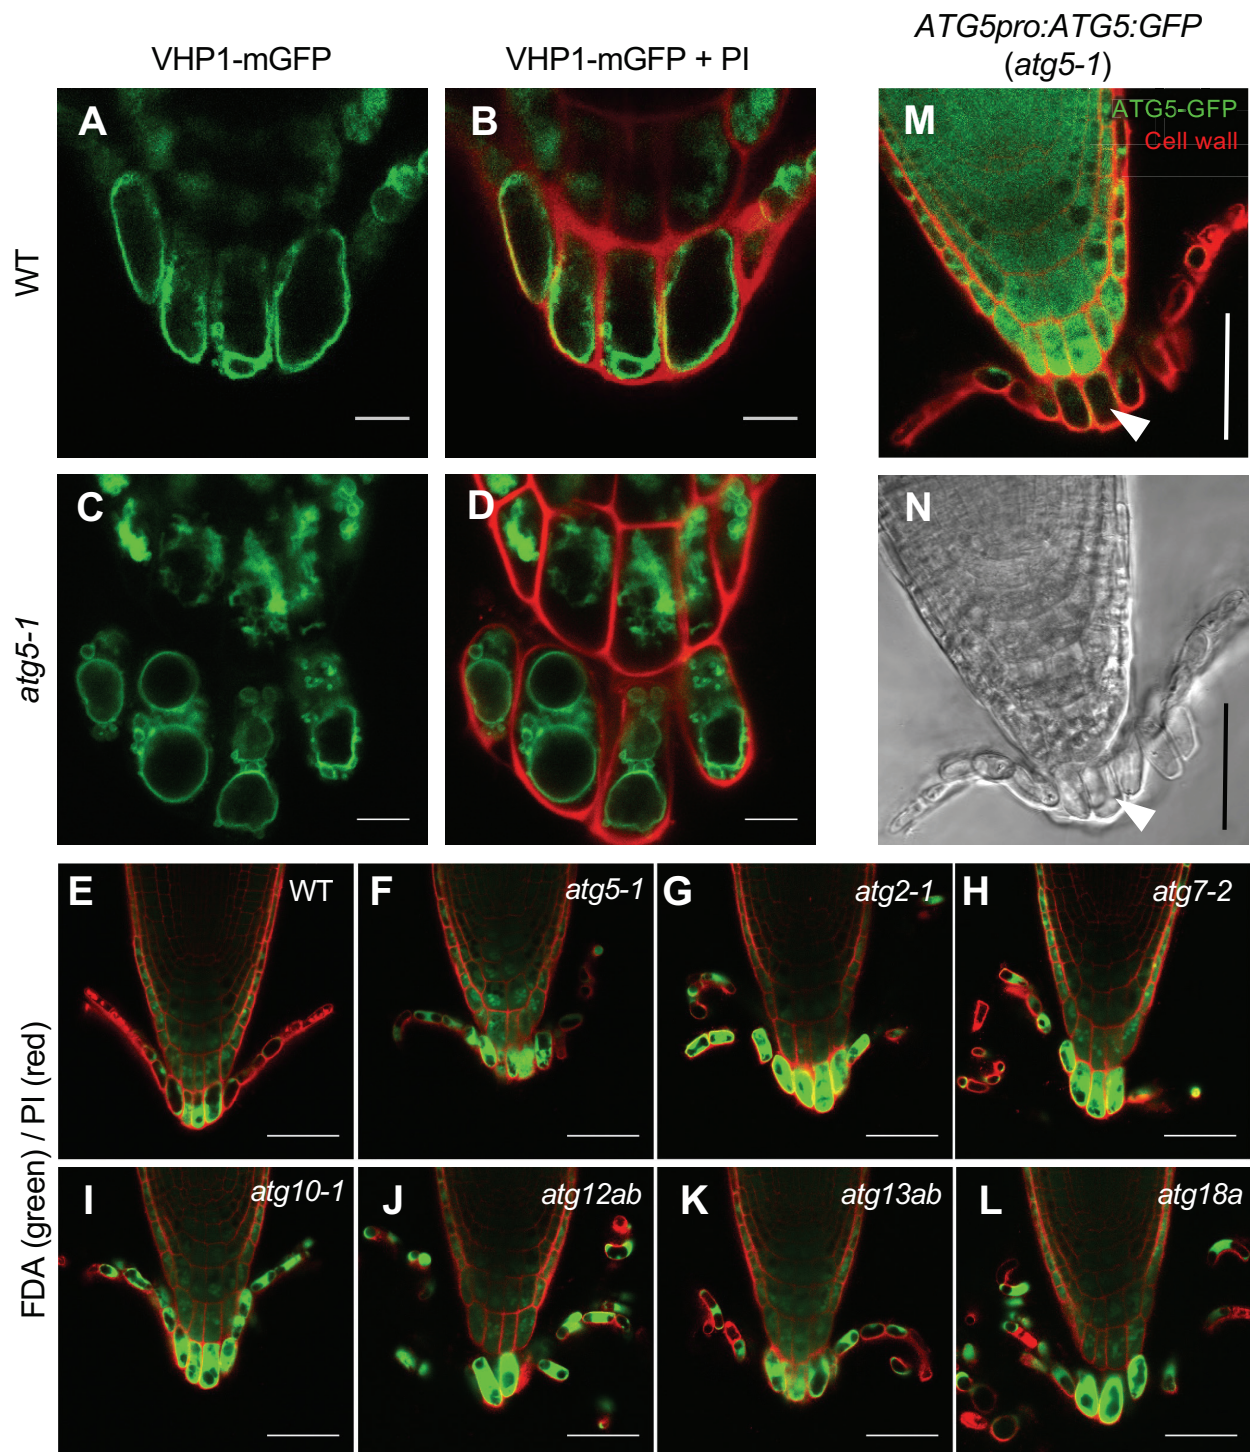 VHP1-mGFP
VHP1-mGFP + PI
ATG5pro:ATG5:GFP
(atg5-1)
WT
A
B
M
ATG5-GFP
Cell wall
atg5-1
C
D
N
FDA (green) / PI (red)
E
WT
F
atg5-1
G
atg2-1
H
atg7-2
I
atg10-1
J
atg12ab
K
atg13ab
L
atg18a